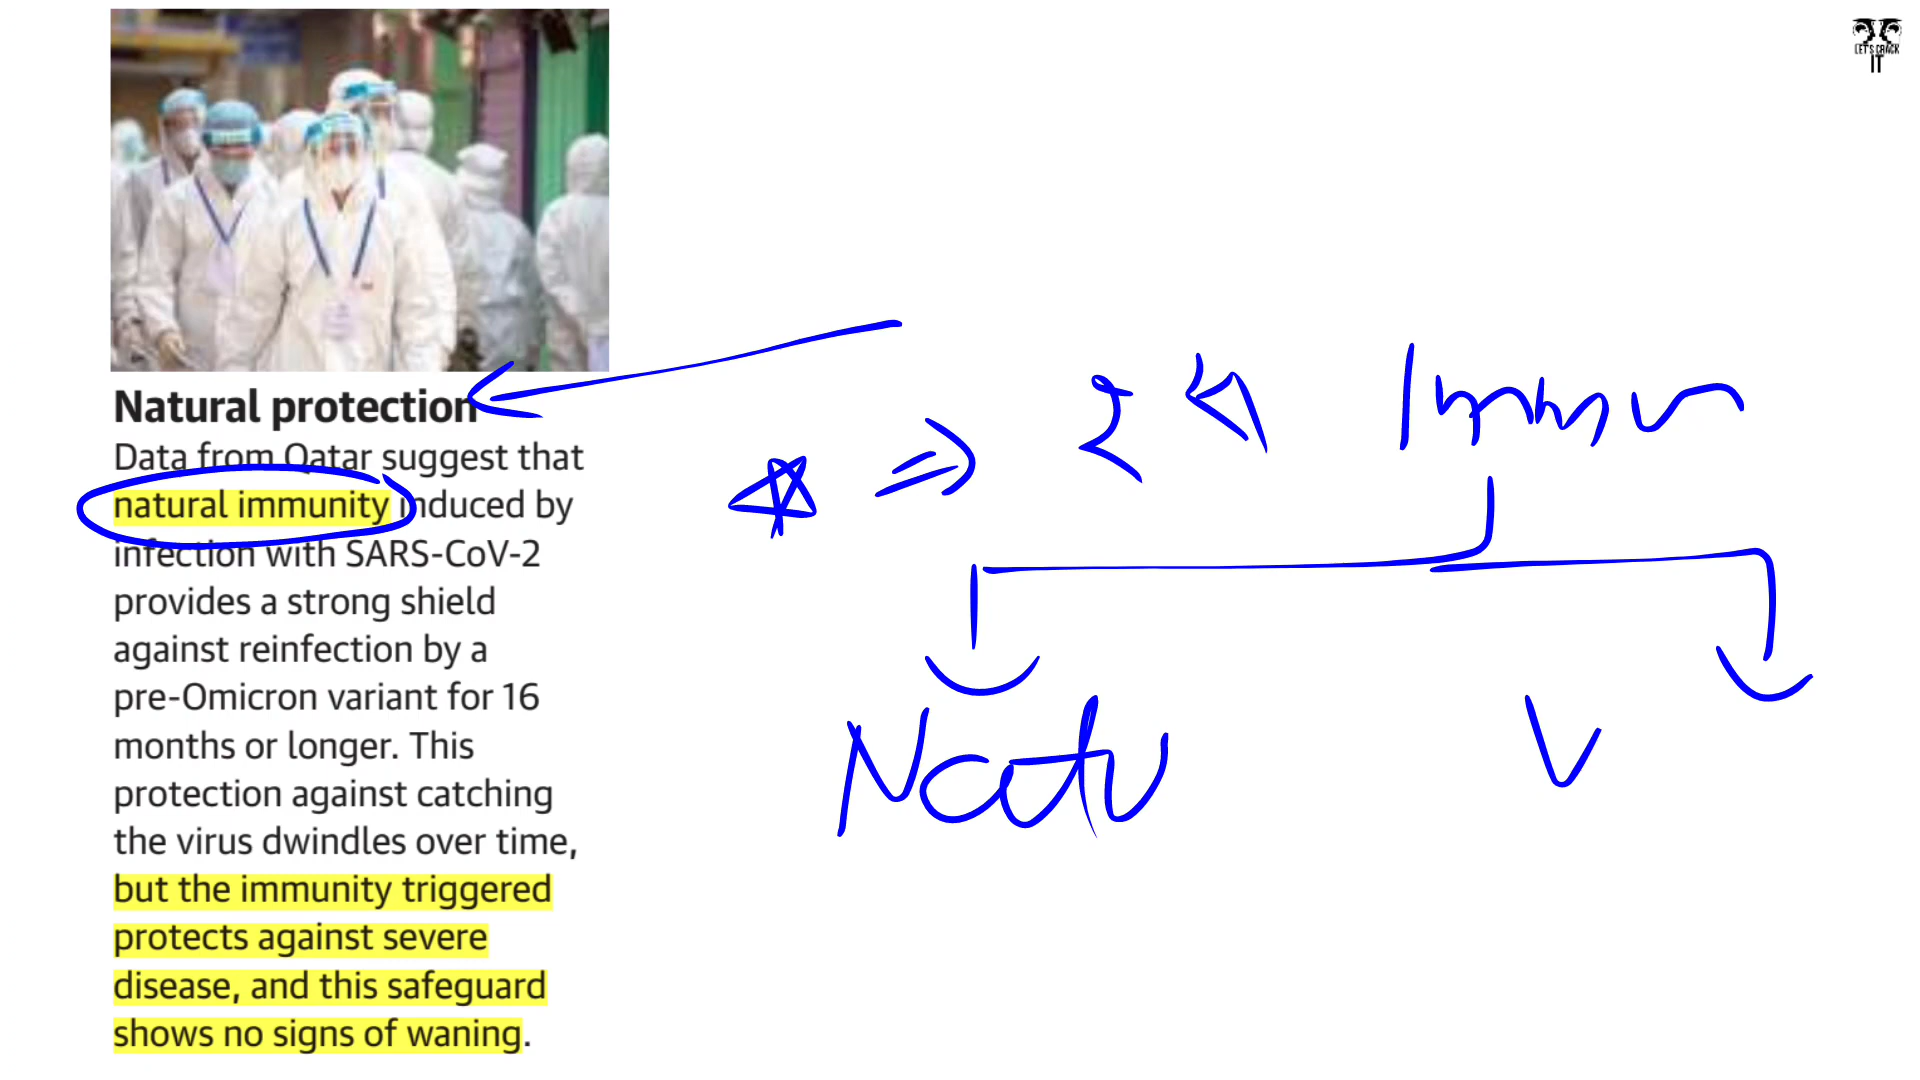 LET'S CRACK
IT
Natural protection
Data from Qatar suggest that
natural immunity induced by
infection with SARS-CoV-2
provides a strong shield
against reinfection by a
pre-Omicron variant for 16
months or longer. This
protection against catching
the virus dwindles over time,
but the immunity triggered
protects against severe
disease, and this safeguard
shows no signs of waning.
2
Natu
V